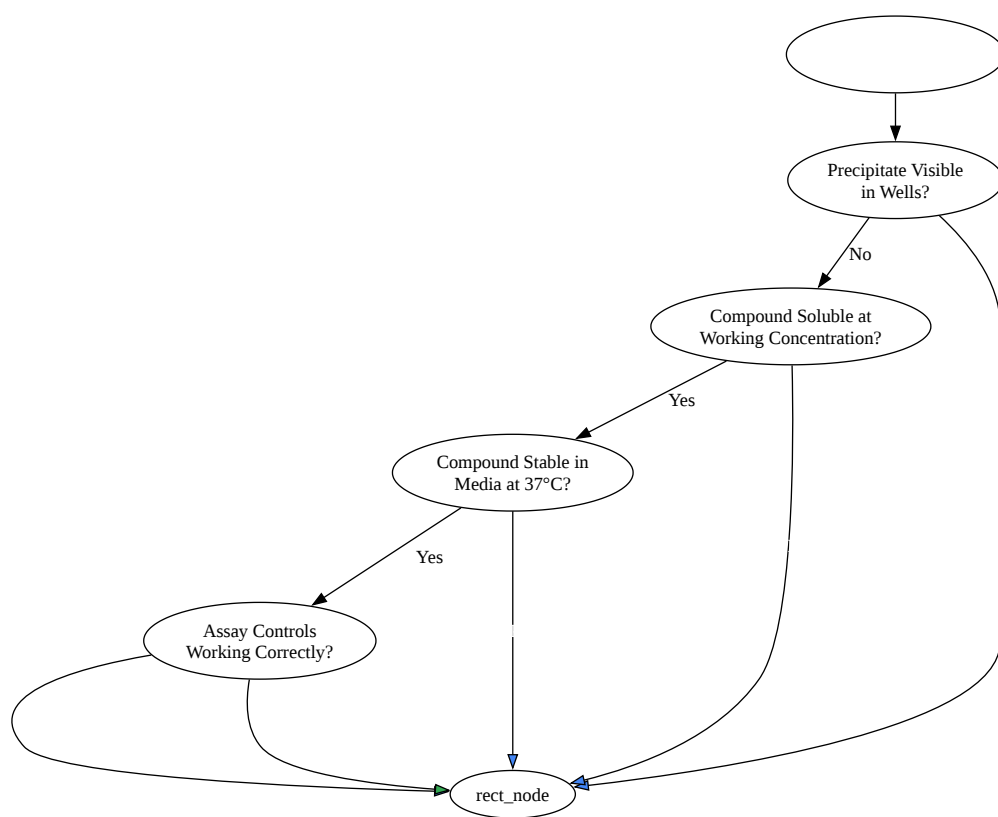 Precipitate Visible
in Wells?
No
Compound Soluble at
Working Concentration?
Yes
Compound Stable in
Media at 37°C?
Yes
Assay Controls
Working Correctly?
rect_node